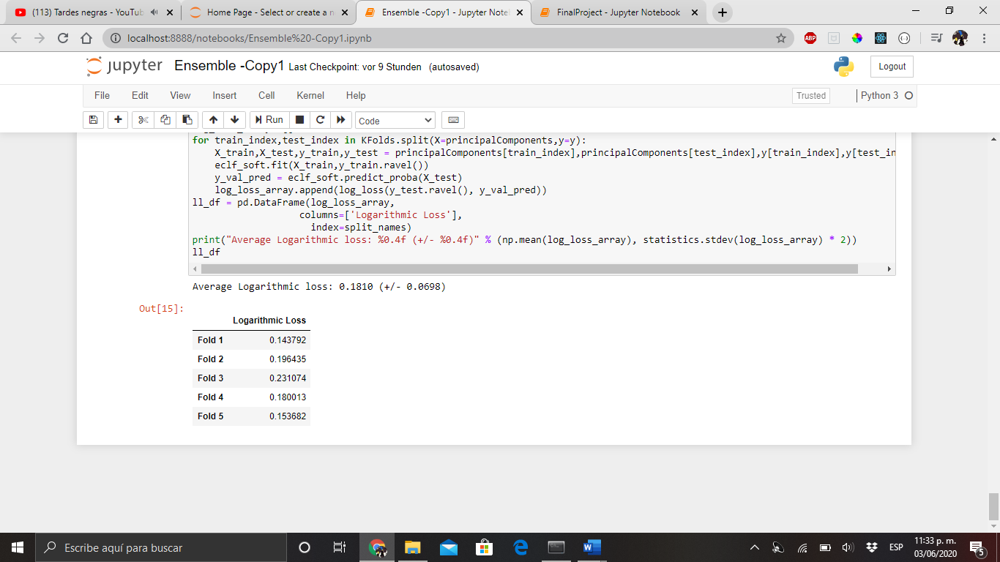 (113) Tardes negras - YouTub
Home Page - Select or create a n
Ensemble -Copy1 - Jupyter Note
FinalProject - Jupyter Notebook
localhost:8888/notebooks/Ensemble%20-Copy1.ipynb
ABP
jupyter Ensemble -Copy1 Last Checkpoint: vor 9 Stunden (autosaved)
Logout
File Edit View Insert Cell Kernel Help
Trusted
Python 3
Run
Code
for train_index,test_index in KFolds.split(X=principalComponents,y=y):
X_train,X_test,y_train,y_test = principalComponents[train_index],principalComponents[test_index],y[train_index],y[test_in
eclf_soft.fit(X_train,y_train.ravel())
y_val_pred = eclf_soft.predict_proba(X_test)
log_loss_array.append(log_loss(y_test.ravel(), y_val_pred))
ll_df = pd.DataFrame(log_loss_array,
columns=['Logarithmic Loss'],
index=split_names)
print("Average Logarithmic loss: %0.4f (+/- %0.4f)" % (np.mean(log_loss_array), statistics.stdev(log_loss_array) * 2))
ll_df
Average Logarithmic loss: 0.1810 (+/- 0.0698)
Out[15]:
Logarithmic Loss
Fold 1 0.143792
Fold 2 0.196435
Fold 3 0.231074
Fold 4 0.180013
Fold 5 0.153682
Escribe aquí para buscar
ESP
11:33 p. m.
03/06/2020
5